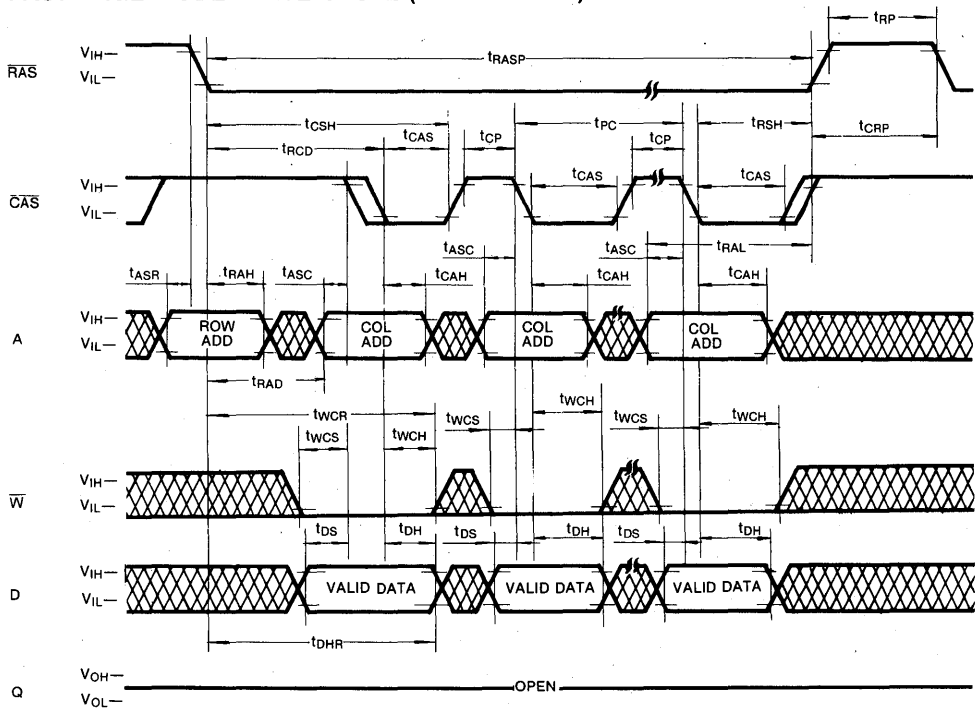 tRP
VIH
RAS
VIL
tRASP
tCSH
tCAS
tCP
tPC
tCP
tRSH
tCRP
tRCD
VIH
CAS
VIL
tCAS
tCAS
tASC
tASC
tRAL
tASR
tRAH
tASC
tCAH
tCAH
tCAH
VIH
A
VIL
ROW ADD
COL ADD
COL ADD
COL ADD
tRAD
tWCR
tWCS
tWCH
tWCS
tWCH
tWCS
tWCH
VIH
W
VIL
tDS
tDH
tDS
tDH
tDS
tDH
VIH
D
VIL
VALID DATA
VALID DATA
VALID DATA
tDHR
VOH
Q
VOL
OPEN